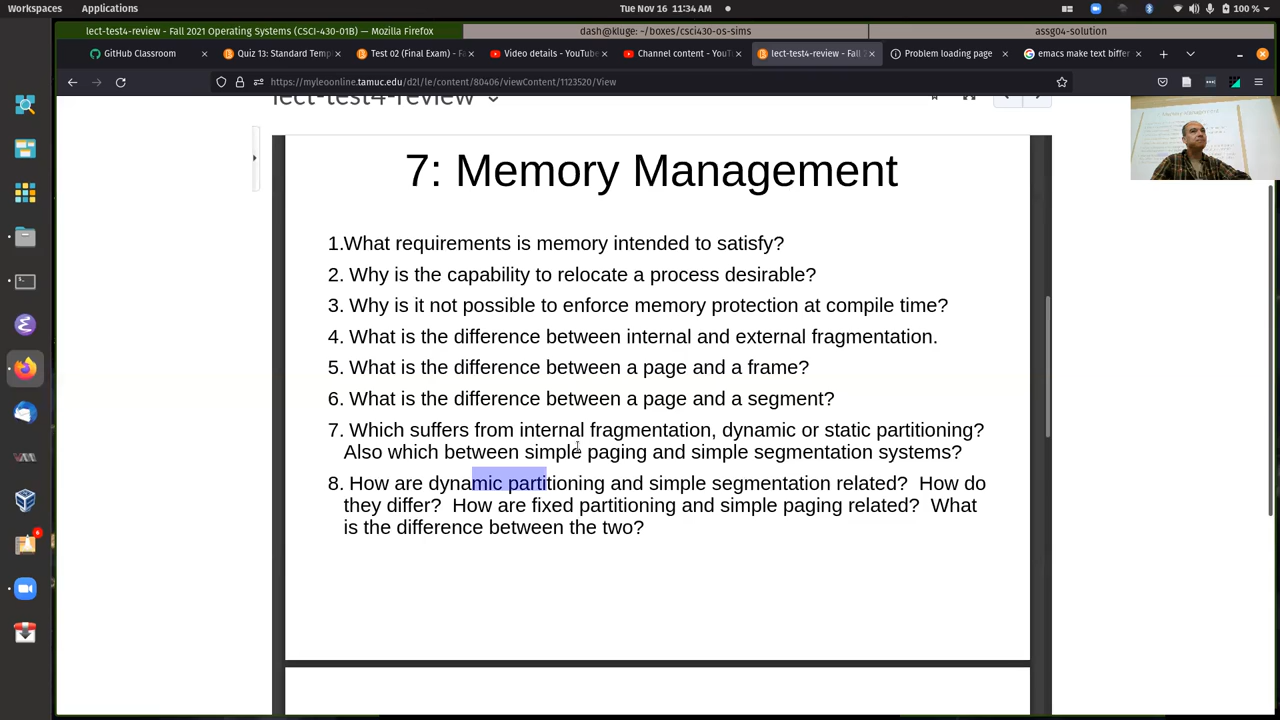 Workspaces Applications Tue Nov 16 11:34 AM 100 %
lect-test4-review - Fall 2021 Operating Systems (CSCI-430-01B) — Mozilla Firefox dash@kluge: ~/boxes/csci430-os-sims assg04-solution
GitHub Classroom Quiz 13: Standard Temp Test 02 (Final Exam) - Fa Video details - YouTube Channel content - YouT lect-test4-review - Fall 2 Problem loading page emacs make text differ
https://myleoonline.tamuc.edu/d2l/le/content/80406/viewContent/1123520/View
lect-test4-review
7: Memory Management
1.What requirements is memory intended to satisfy?
2. Why is the capability to relocate a process desirable?
3. Why is it not possible to enforce memory protection at compile time?
4. What is the difference between internal and external fragmentation.
5. What is the difference between a page and a frame?
6. What is the difference between a page and a segment?
7. Which suffers from internal fragmentation, dynamic or static partitioning?
Also which between simple paging and simple segmentation systems?
8. How are dynamic partitioning and simple segmentation related? How do
they differ? How are fixed partitioning and simple paging related? What
is the difference between the two?